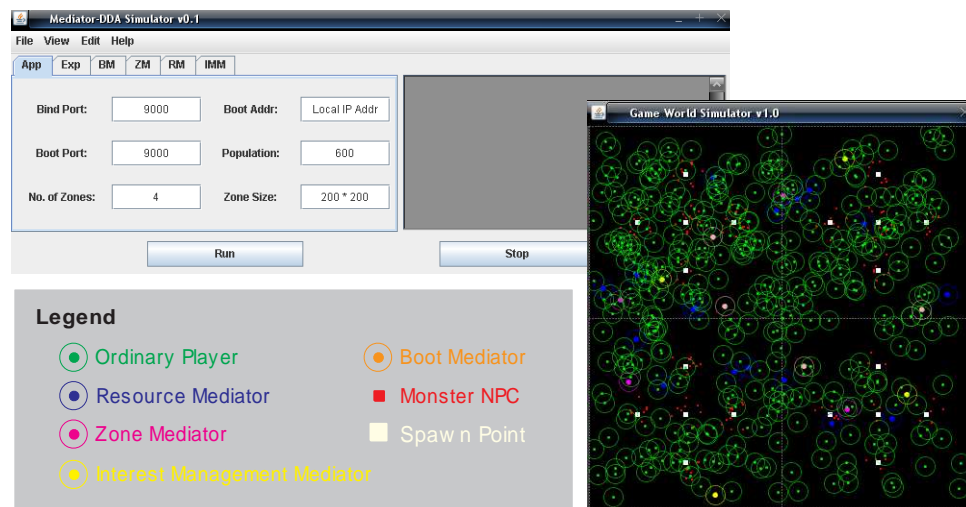 Mediator-DDA Simulator v0.1
File View Edit Help
App Exp BM ZM RM IMM
Bind Port: 9000 Boot Addr: Local IP Addr
Boot Port: 9000 Population: 600
No. of Zones: 4 Zone Size: 200 * 200
Run Stop
Game World Simulator v1.0
Legend
Ordinary Player Boot Mediator
Resource Mediator Monster NPC
Zone Mediator Spaw n Point
Interest Management Mediator